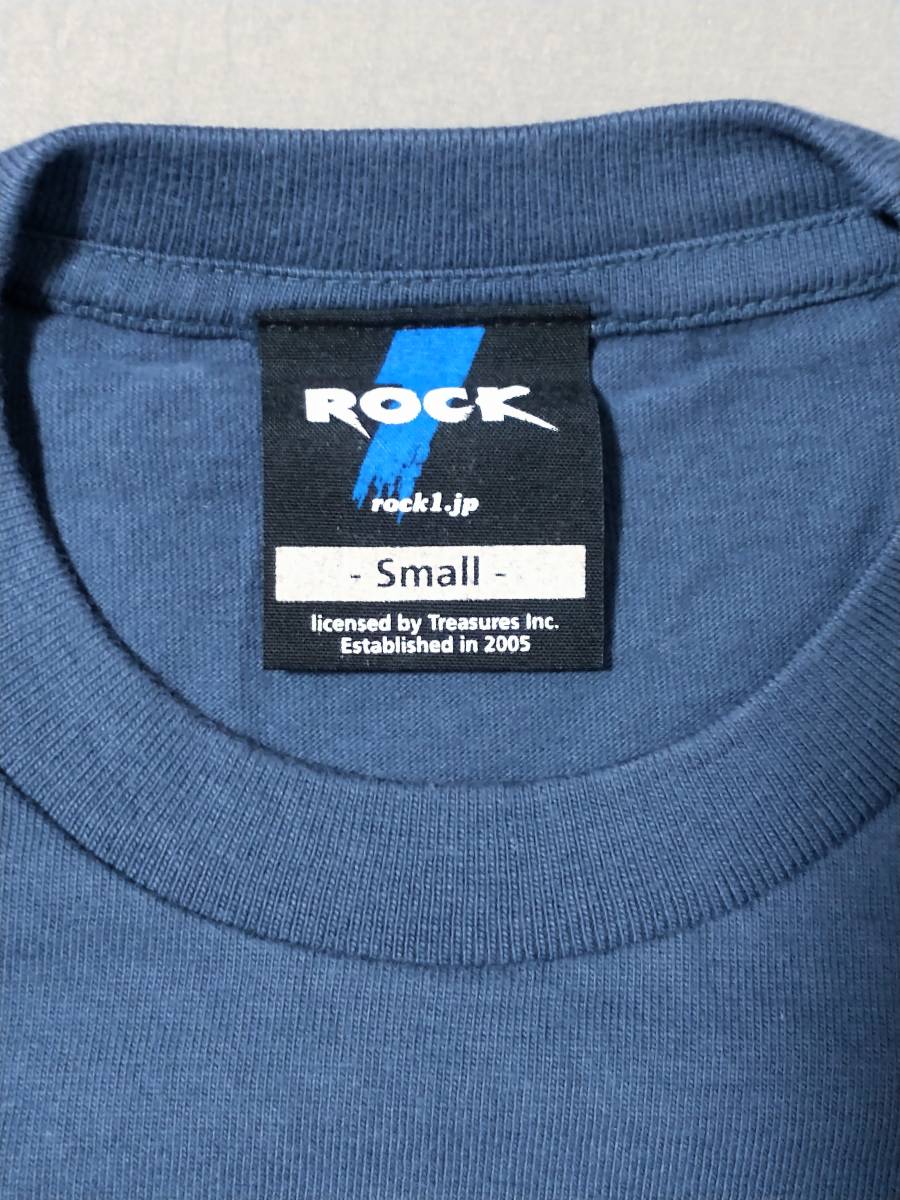 ROCK
rock1.jp
- Small -
licensed by Treasures Inc.
Established in 2005